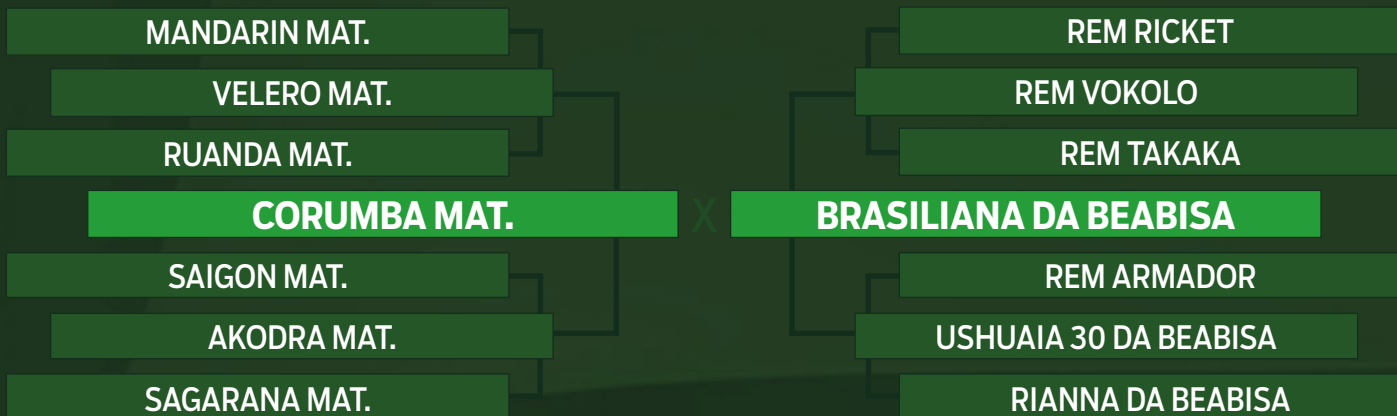 MANDARIN MAT.
VELERO MAT.
RUANDA MAT.
CORUMBA MAT.
SAIGON MAT.
AKODRA MAT.
SAGARANA MAT.
X
REM RICKET
REM VOKOLO
REM TAKAKA
BRASILIANA DA BEABISA
REM ARMADOR
USHUAIA 30 DA BEABISA
RIANNA DA BEABISA